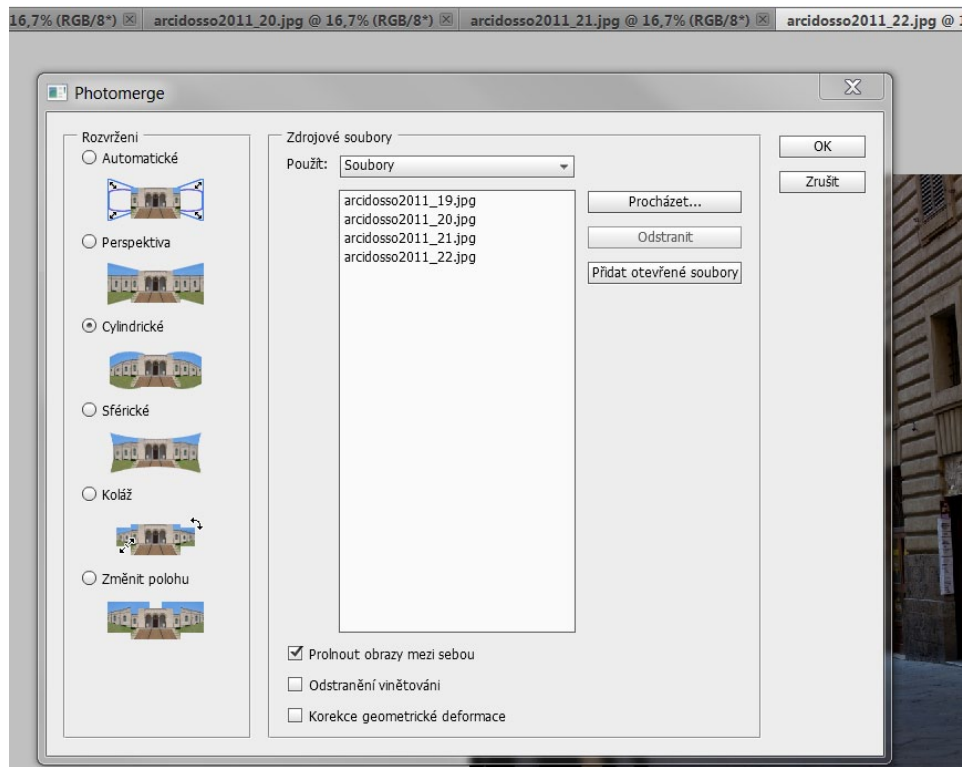 16,7% (RGB/8*) arcidosso2011_20.jpg @ 16,7% (RGB/8*) arcidosso2011_21.jpg @ 16,7% (RGB/8*) arcidosso2011_22.jpg @
Photomerge
Rozvržení
Automatické
Perspektiva
Cylindrické
Sférické
Koláž
Změnit polohu
Zdrojové soubory
Použít: Soubory
arcidosso2011_19.jpg
arcidosso2011_20.jpg
arcidosso2011_21.jpg
arcidosso2011_22.jpg
Procházet...
Odstranit
Přidat otevřené soubory
Prolnout obrazy mezi sebou
Odstranění vinětováni
Korekce geometrické deformace
OK
Zrušit